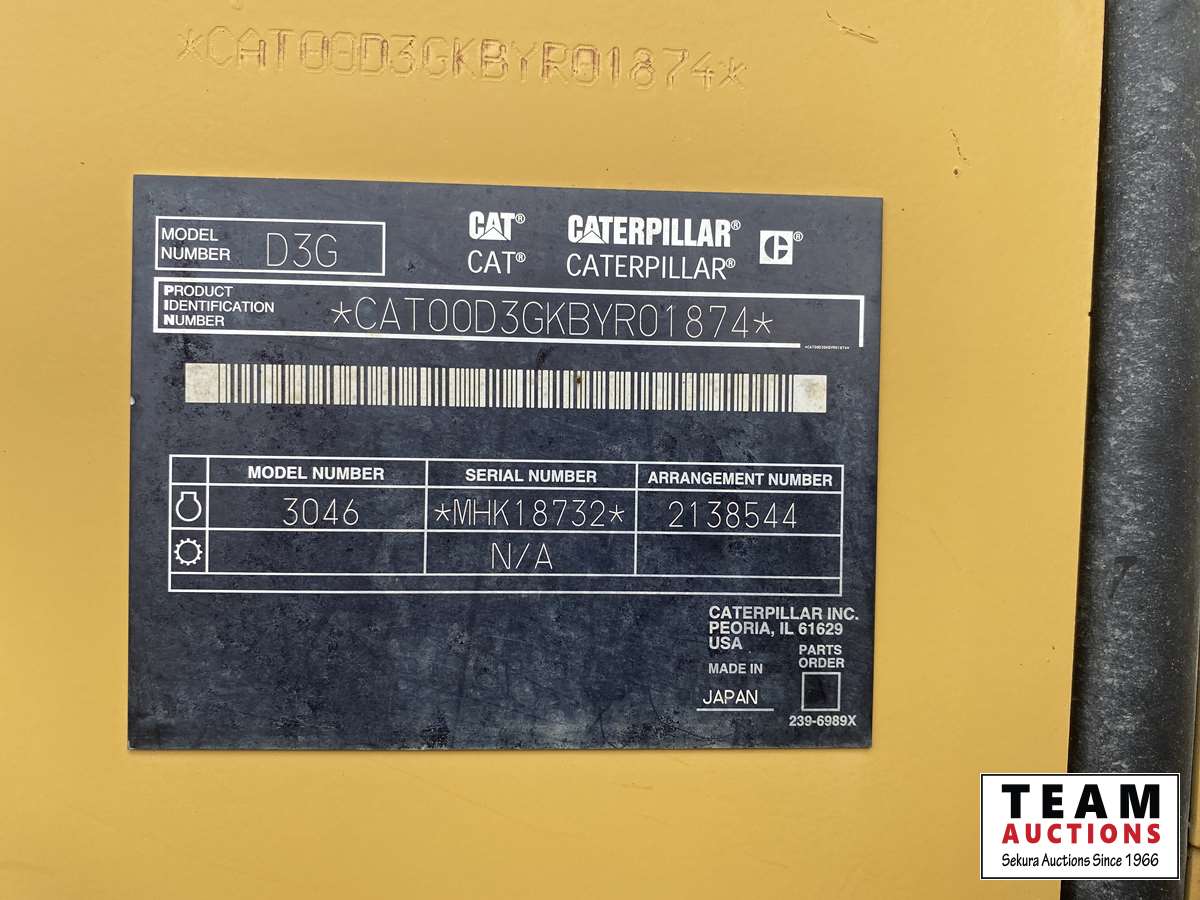 *CAT00D3GKBYR01874*
MODEL NUMBER D3G
CAT® CATERPILLAR® C®
CAT® CATERPILLAR®
PRODUCT IDENTIFICATION NUMBER *CAT00D3GKBYR01874*
*CAT00D3GKBYR01874*
MODEL NUMBER SERIAL NUMBER ARRANGEMENT NUMBER
3046 *MHK18732* 2138544
N/A
CATERPILLAR INC.
PEORIA, IL 61629
USA
MADE IN
JAPAN
PARTS
ORDER
239-6989X
TEAM
AUCTIONS
Sekura Auctions Since 1966